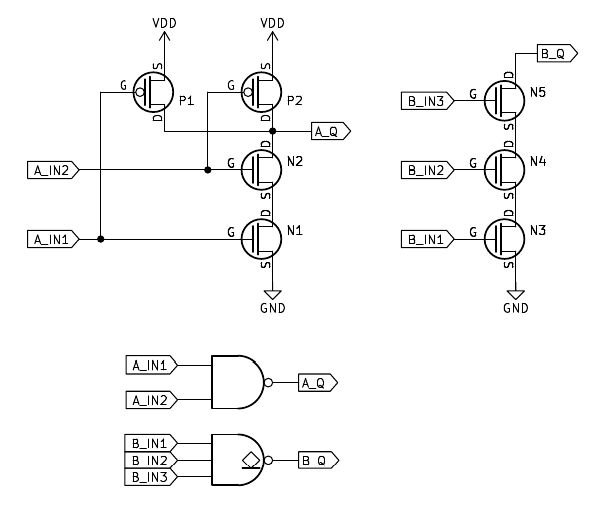 VDD VDD
S S
G P1 G P2
D D
A_Q
D
A_IN2 G N2
S
D
A_IN1 G N1
S
GND
B_Q
D
B_IN3 G N5
S
D
B_IN2 G N4
S
D
B_IN1 G N3
S
GND
A_IN1
A_IN2
A_Q
B_IN1
B_IN2
B_IN3
B_Q